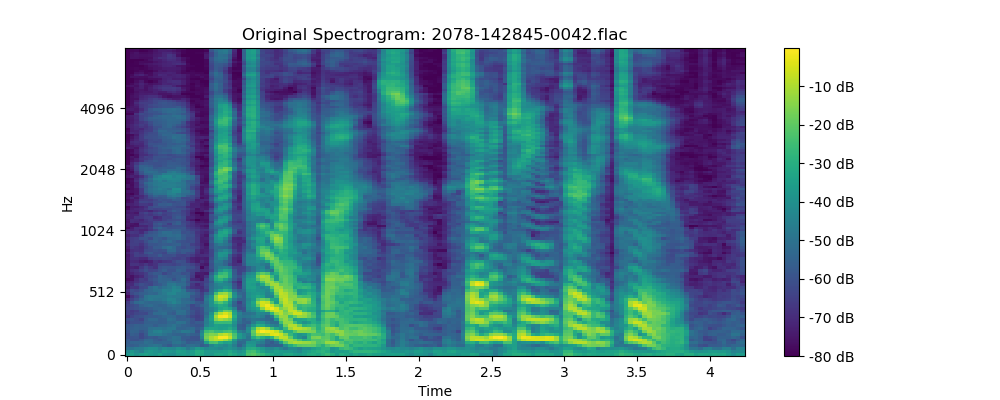 Original Spectrogram: 2078-142845-0042.flac
Hz
4096
2048
1024
512
0
0 0.5 1 1.5 2 2.5 3 3.5 4
Time
-10 dB
-20 dB
-30 dB
-40 dB
-50 dB
-60 dB
-70 dB
-80 dB